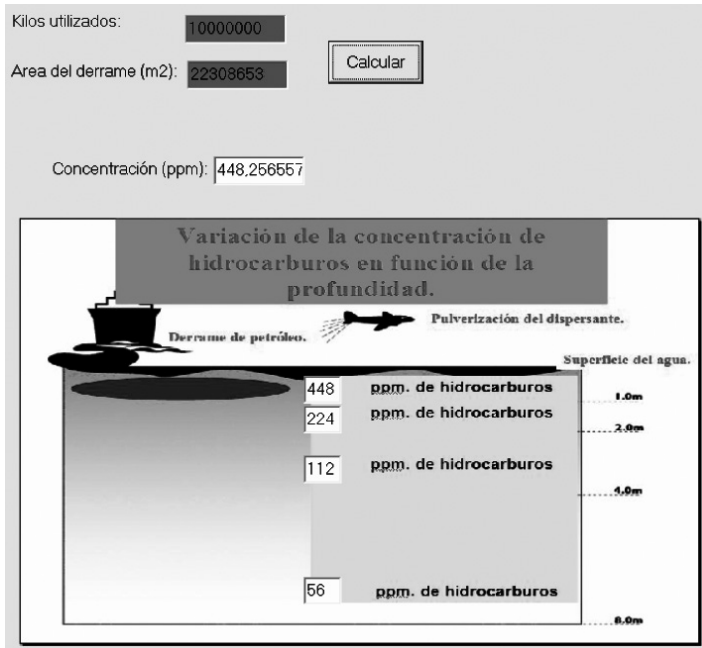 Kilos utilizados: 10000000
Area del derrame (m2): 22308653
Calcular
Concentración (ppm): 448,256557
Variación de la concentración de
hidrocarburos en función de la
profundidad.
Pulverización del dispersante.
Derrame de petróleo.
Superficie del agua.
448 ppm. de hidrocarburos
1.0m
224 ppm. de hidrocarburos
2.0m
112 ppm. de hidrocarburos
4.0m
56 ppm. de hidrocarburos
8.0m